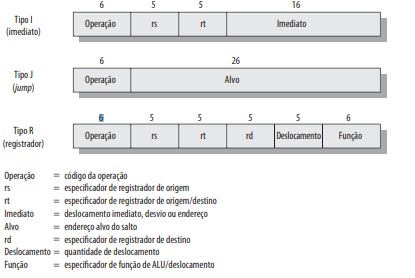 6 5 5 16
Tipo I
(imediato)
Operação rs rt Imediato
6 26
Tipo J
(jump)
Operação Alvo
6 5 5 5 5 6
Tipo R
(registrador)
Operação rs rt rd Deslocamento Função
Operação = código da operação
rs = especificador de registrador de origem
rt = especificador de registrador de origem/destino
Imediato = deslocamento imediato, desvio ou endereço
Alvo = endereço alvo do salto
rd = especificador de registrador de destino
Deslocamento = quantidade de deslocamento
Função = especificador de função de ALU/deslocamento